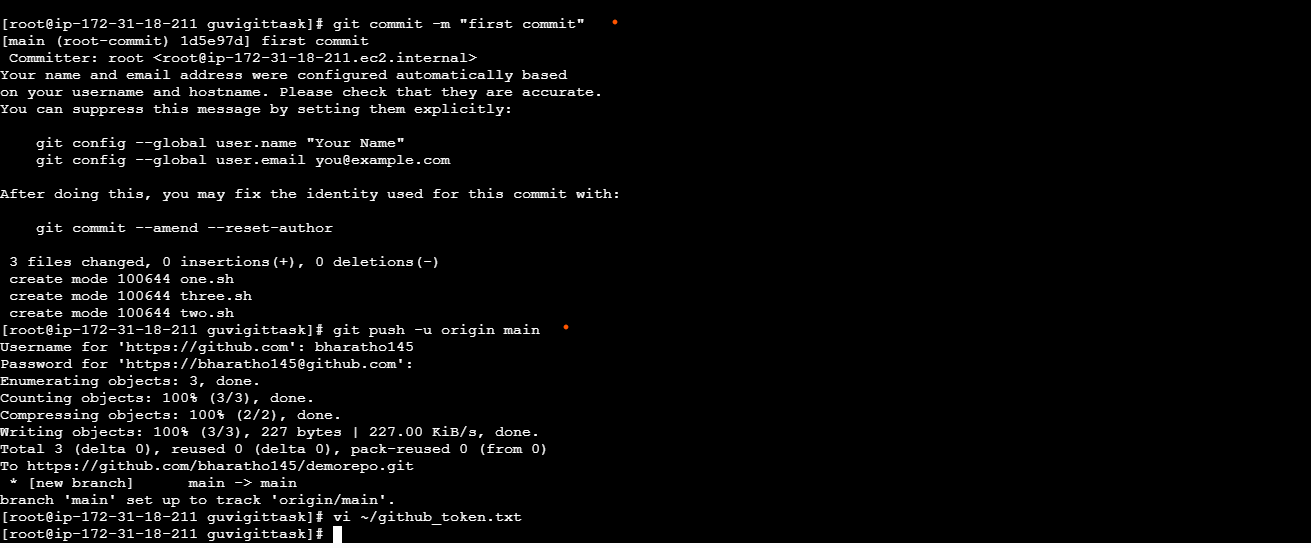 [root@ip-172-31-18-211 guvigittask]# git commit -m "first commit"
[main (root-commit) 1d5e97d] first commit
 Committer: root <root@ip-172-31-18-211.ec2.internal>
Your name and email address were configured automatically based
on your username and hostname. Please check that they are accurate.
You can suppress this message by setting them explicitly:

    git config --global user.name "Your Name"
    git config --global user.email you@example.com

After doing this, you may fix the identity used for this commit with:

    git commit --amend --reset-author

 3 files changed, 0 insertions(+), 0 deletions(-)
 create mode 100644 one.sh
 create mode 100644 three.sh
 create mode 100644 two.sh
[root@ip-172-31-18-211 guvigittask]# git push -u origin main
Username for 'https://github.com': bharatho145
Password for 'https://bharatho145@github.com':
Enumerating objects: 3, done.
Counting objects: 100% (3/3), done.
Compressing objects: 100% (2/2), done.
Writing objects: 100% (3/3), 227 bytes | 227.00 KiB/s, done.
Total 3 (delta 0), reused 0 (delta 0), pack-reused 0 (from 0)
To https://github.com/bharatho145/demorepo.git
 * [new branch]      main -> main
branch 'main' set up to track 'origin/main'.
[root@ip-172-31-18-211 guvigittask]# vi ~/github_token.txt
[root@ip-172-31-18-211 guvigittask]#